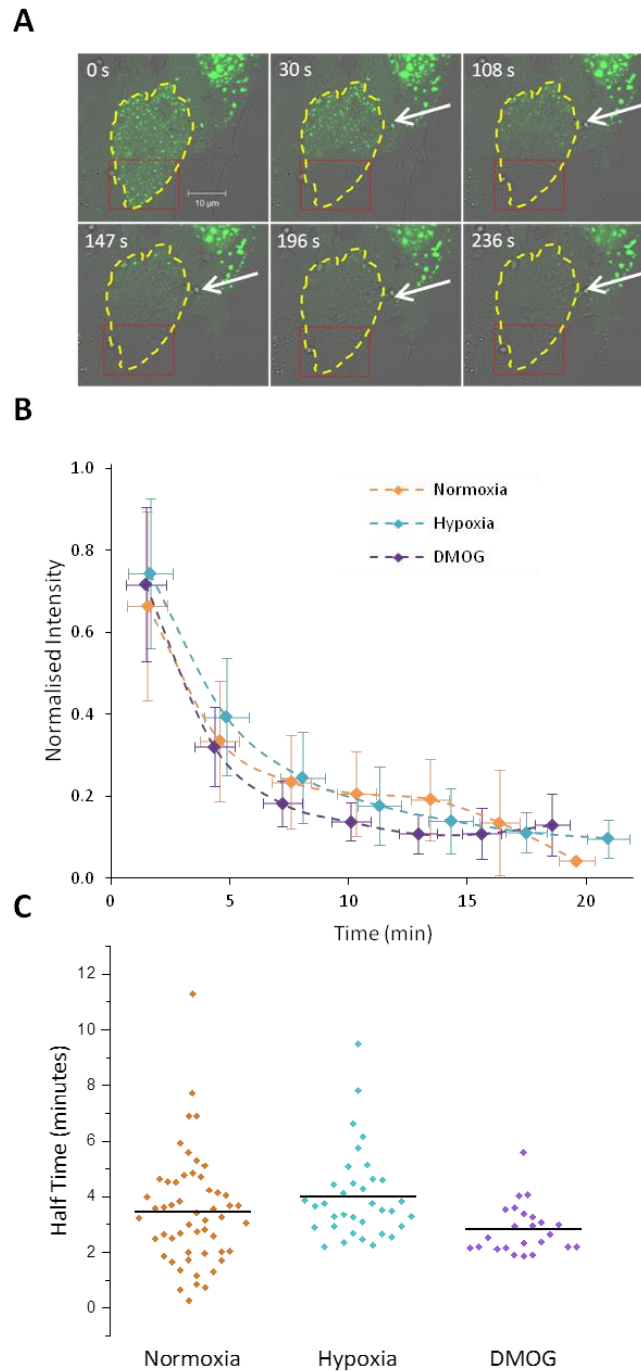 A
0 s
30 s
108 s
10 µm
147 s
196 s
236 s
B
1.0
0.8
0.6
0.4
0.2
0.0
Normalised Intensity
Normoxia
Hypoxia
DMOG
0 5 10 15 20
Time (min)
C
12
10
8
6
4
2
0
Half Time (minutes)
Normoxia Hypoxia DMOG